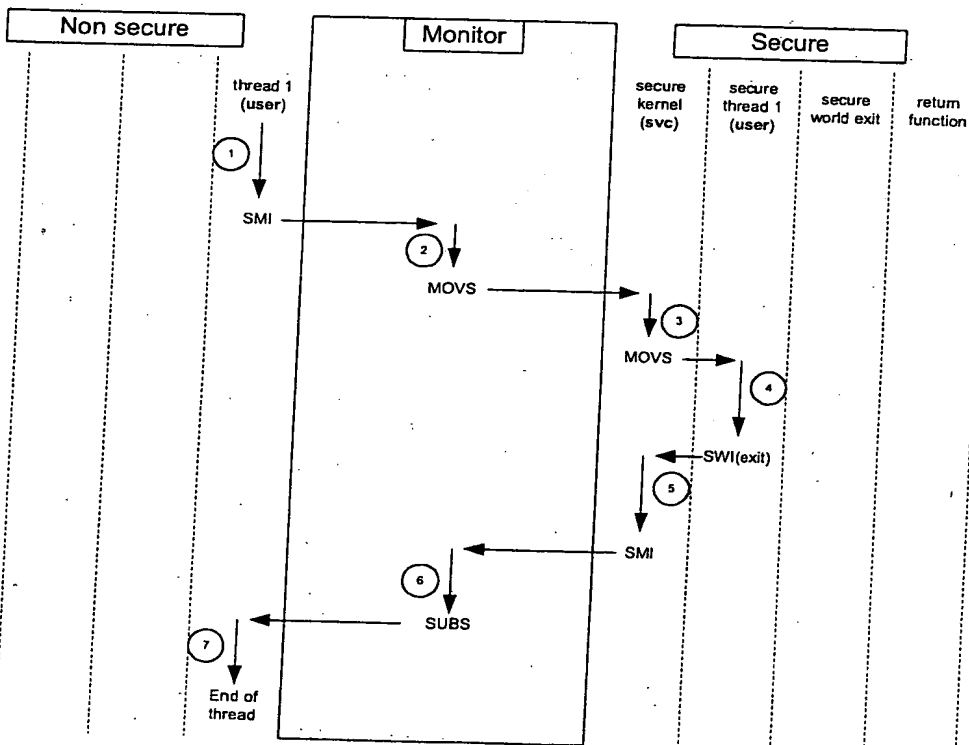 Non secure
Monitor
Secure
thread 1
(user)
secure
kernel
(svc)
secure
thread 1
(user)
secure
world exit
return
function
1
SMI
2
MOVS
3
MOVS
4
SWI(exit)
5
SMI
6
SUBS
7
End of
thread